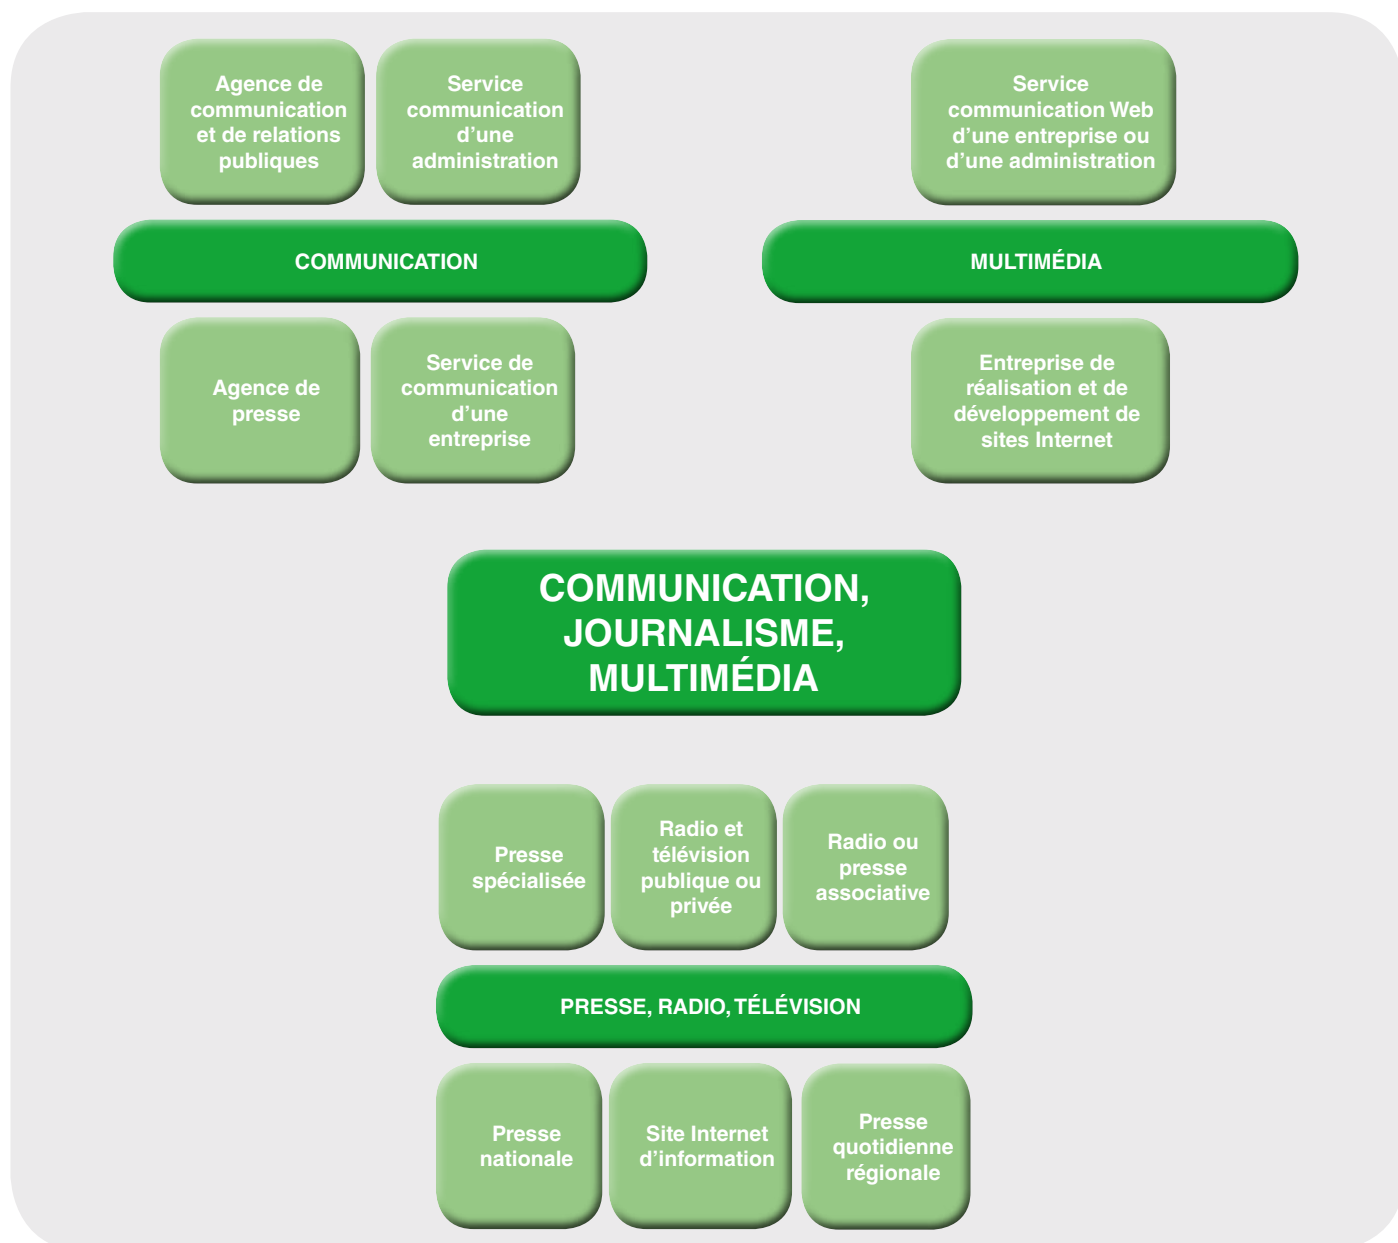 Agence de
communication
et de relations
publiques
Service
communication
d’une
administration
Service
communication Web
d’une entreprise ou
d’une administration
COMMUNICATION
MULTIMÉDIA
Agence de
presse
Service de
communication
d’une
entreprise
Entreprise de
réalisation et de
développement de
sites Internet
COMMUNICATION,
JOURNALISME,
MULTIMÉDIA
Presse
spécialisée
Radio et
télévision
publique ou
privée
Radio ou
presse
associative
PRESSE, RADIO, TÉLÉVISION
Presse
nationale
Site Internet
d’information
Presse
quotidienne
régionale